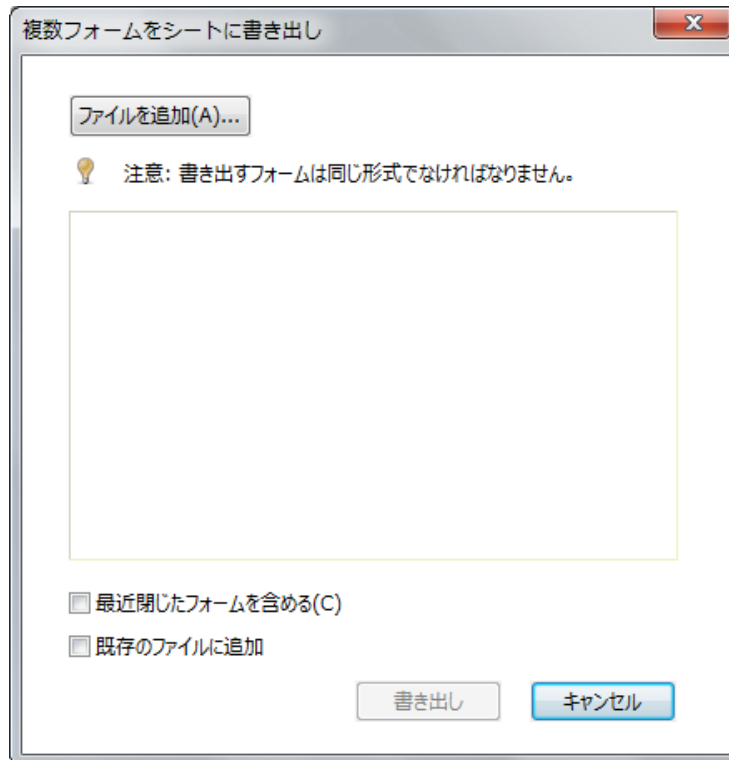 複数フォームをシートに書き出し
ファイルを追加(A)...
注意: 書き出すフォームは同じ形式でなければなりません。
最近閉じたフォームを含める(C)
既存のファイルに追加
書き出し キャンセル